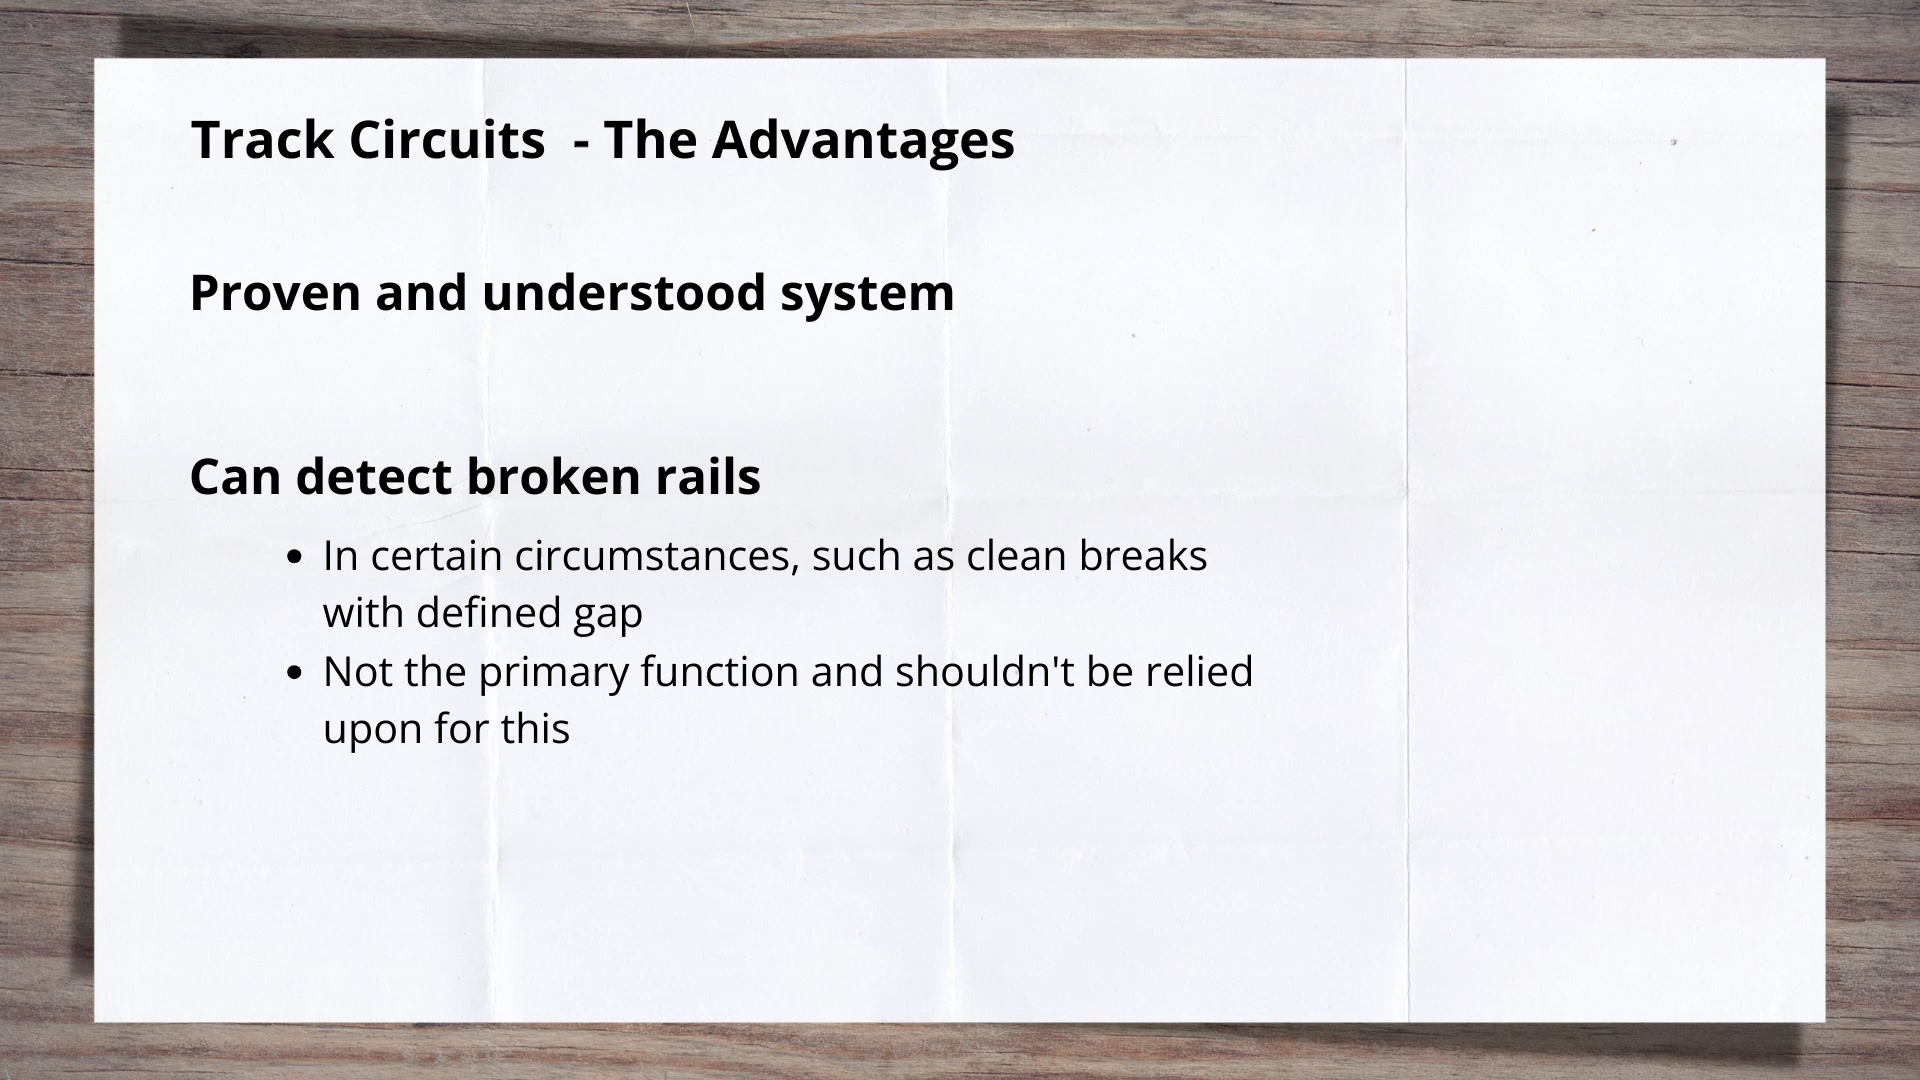 Track Circuits  - The Advantages
Proven and understood system
Can detect broken rails
• In certain circumstances, such as clean breaks
with defined gap
• Not the primary function and shouldn't be relied
upon for this